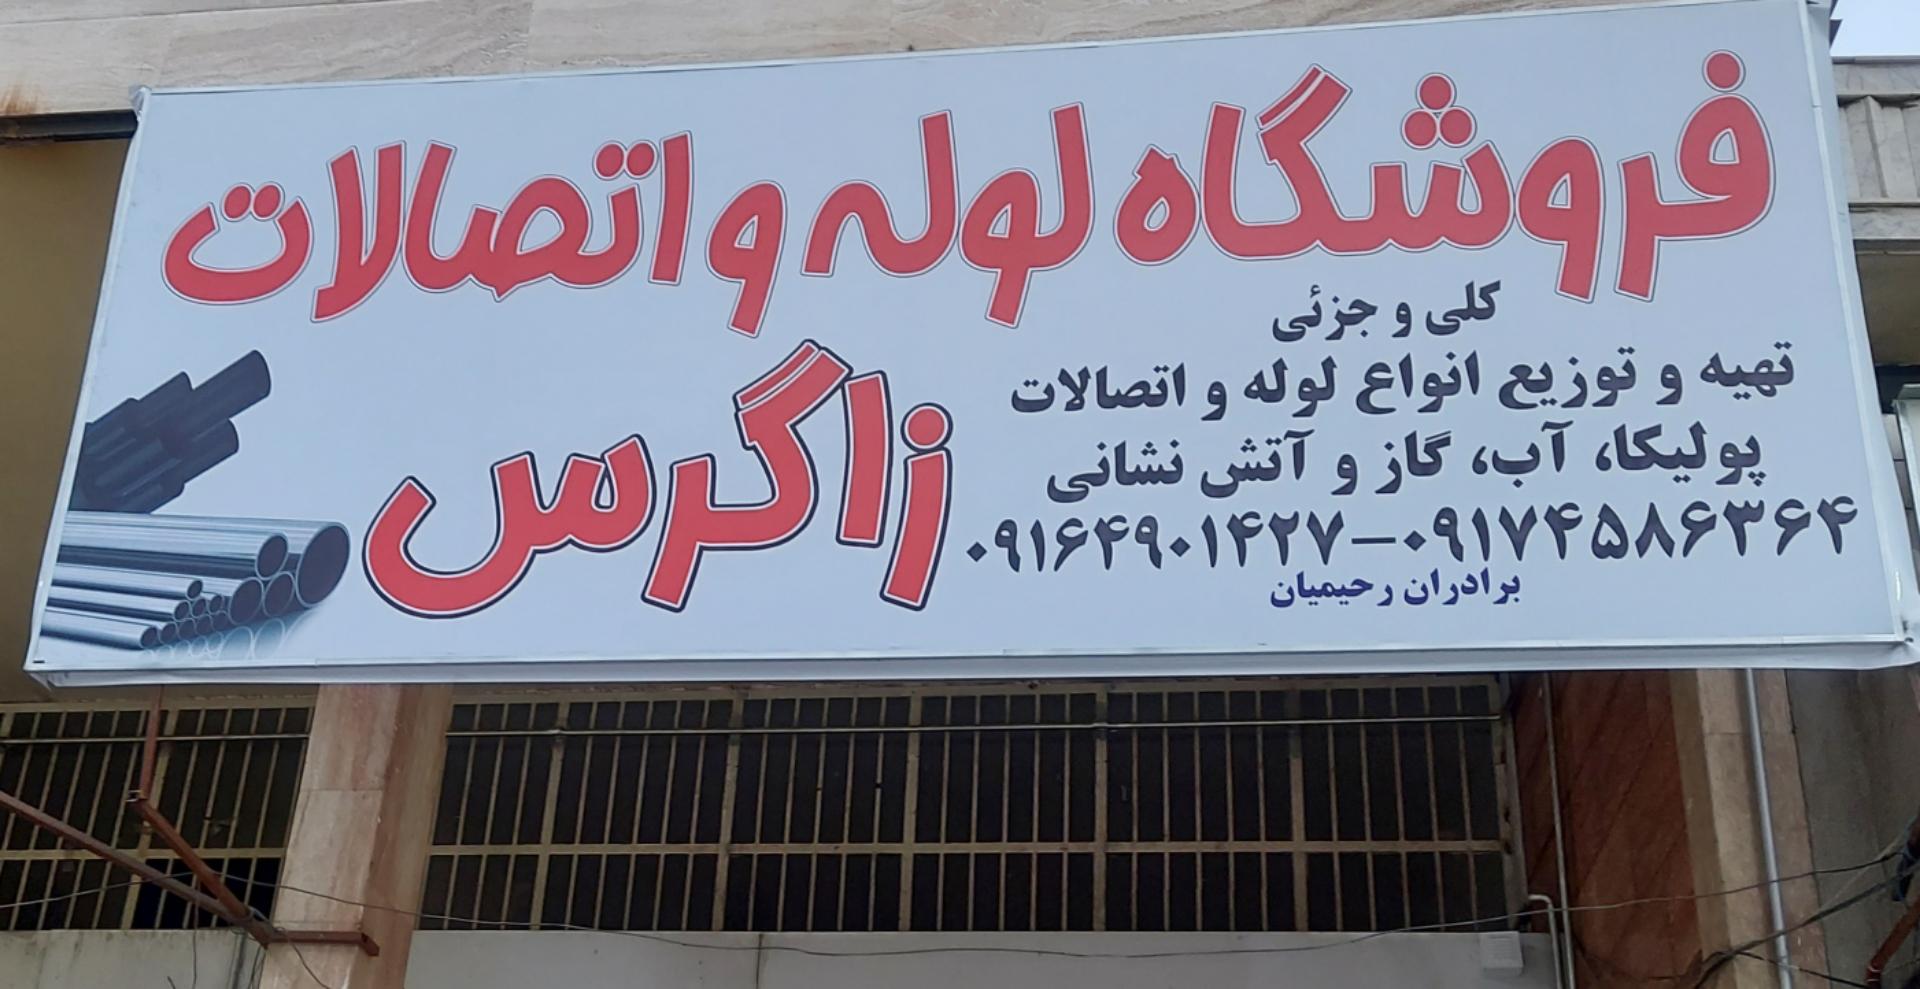 فروشگاه لوله و اتصالات
زاگرس
کلی و جزئی
تهیه و توزیع انواع لوله و اتصالات
پولیکا، آب، گاز و آتش نشانی
۰۹۱۶۴۹۰۱۴۲۷-۰۹۱۷۴۵۸۶۳۶۴
برادران رحیمیان